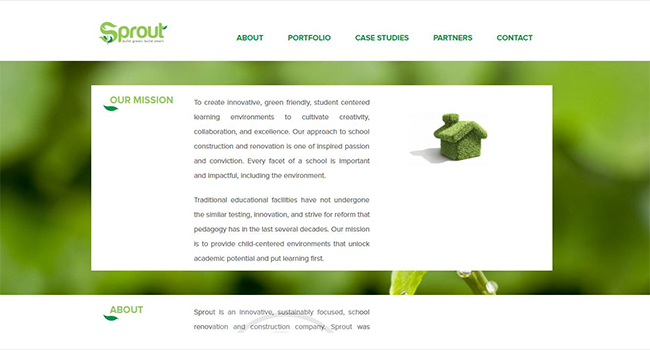 Sprout
build green. build smart.
ABOUT PORTFOLIO CASE STUDIES PARTNERS CONTACT
OUR MISSION
To create innovative, green friendly, student centered
learning environments to cultivate creativity,
collaboration, and excellence. Our approach to school
construction and renovation is one of inspired passion
and conviction. Every facet of a school is important
and impactful, including the environment.
Traditional educational facilities have not undergone
the similar testing, innovation, and strive for reform that
pedagogy has in the last several decades. Our mission
is to provide child-centered environments that unlock
academic potential and put learning first.
ABOUT
Sprout is an innovative, sustainably focused, school
renovation and construction company. Sprout was